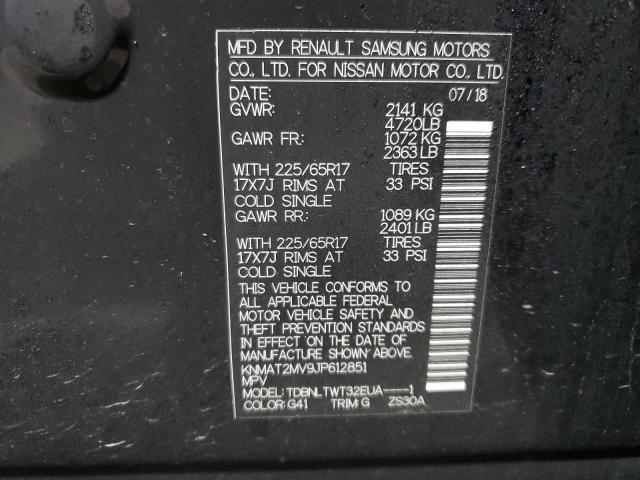 MFD BY RENAULT SAMSUNG MOTORS
CO., LTD. FOR NISSAN MOTOR CO., LTD.
DATE: 07/18
GVWR: 2141 KG
4720LB
GAWR FR: 1072 KG
2363 LB
WITH 225/65R17 TIRES
17X7J RIMS AT 33 PSI
COLD SINGLE
GAWR RR: 1089 KG
2401 LB
WITH 225/65R17 TIRES
17X7J RIMS AT 33 PSI
COLD SINGLE
THIS VEHICLE CONFORMS TO
ALL APPLICABLE FEDERAL
MOTOR VEHICLE SAFETY AND
THEFT PREVENTION STANDARDS
IN EFFECT ON THE DATE OF
MANUFACTURE SHOWN ABOVE.
KNMAT2MV9JP612851
MPV
MODEL: TDBNLTWT32EUA----1
COLOR: G41 TRIM: G ZS30A